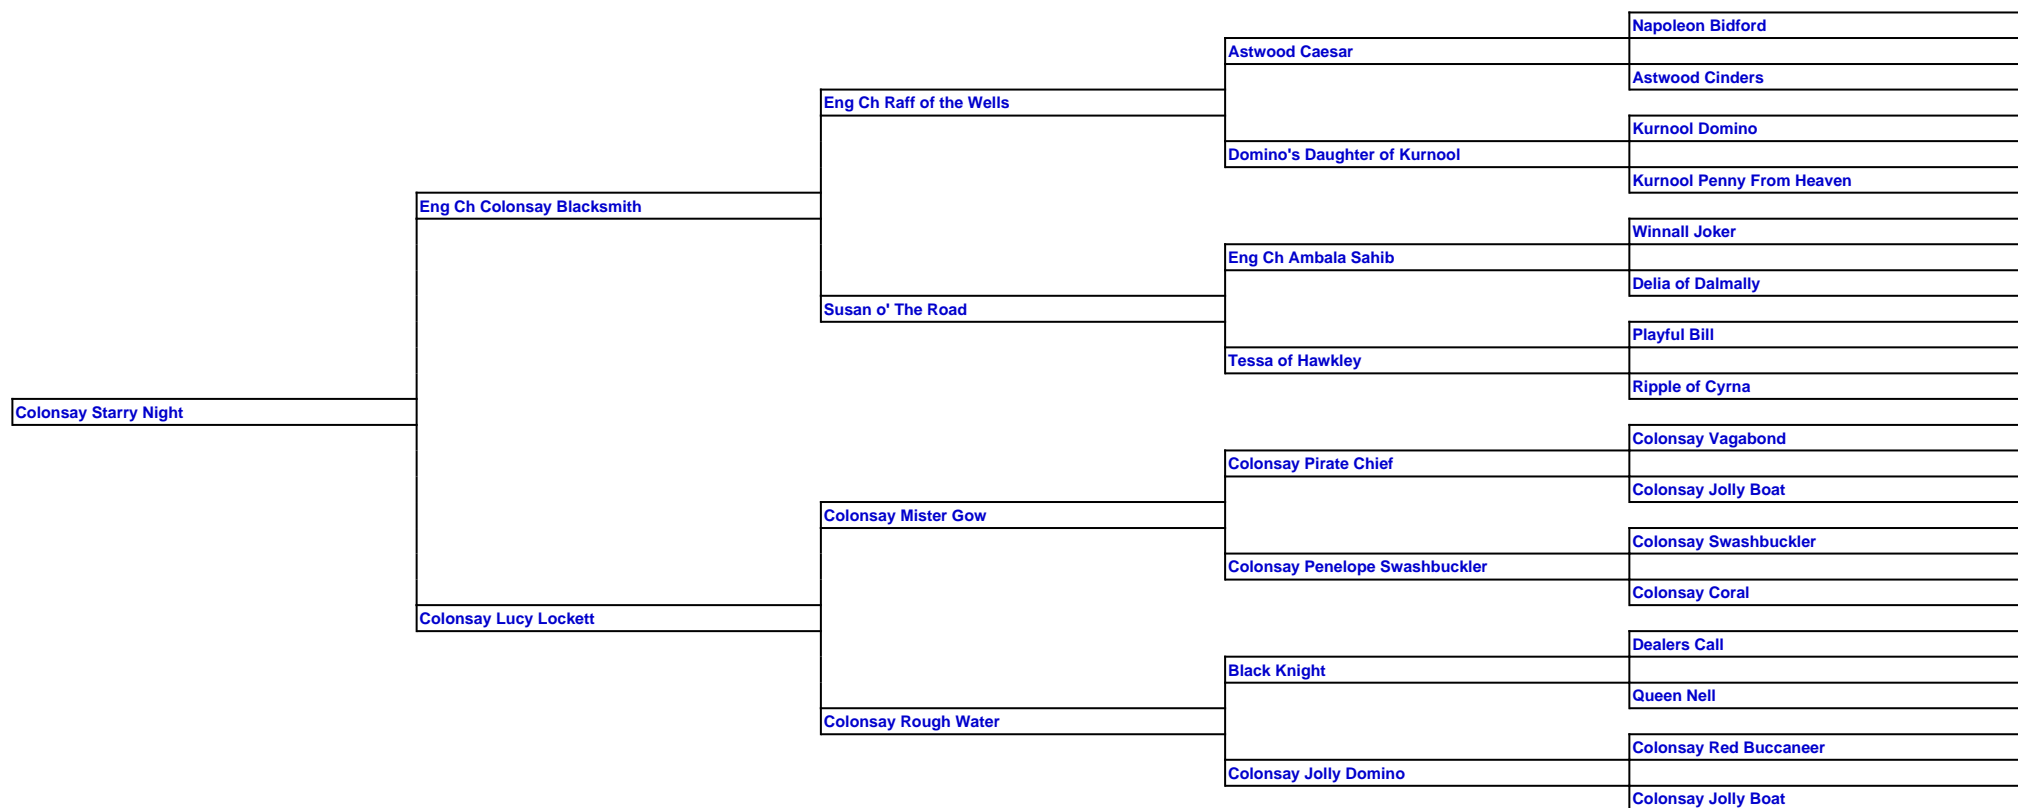 Napoleon Bidford
Astwood Caesar
Astwood Cinders
Eng Ch Raff of the Wells
Kurnool Domino
Domino's Daughter of Kurnool
Kurnool Penny From Heaven
Eng Ch Colonsay Blacksmith
Winnall Joker
Eng Ch Ambala Sahib
Delia of Dalmally
Susan o' The Road
Playful Bill
Tessa of Hawkley
Ripple of Cyrna
Colonsay Starry Night
Colonsay Vagabond
Colonsay Pirate Chief
Colonsay Jolly Boat
Colonsay Mister Gow
Colonsay Swashbuckler
Colonsay Penelope Swashbuckler
Colonsay Coral
Colonsay Lucy Lockett
Dealers Call
Black Knight
Queen Nell
Colonsay Rough Water
Colonsay Red Buccaneer
Colonsay Jolly Domino
Colonsay Jolly Boat